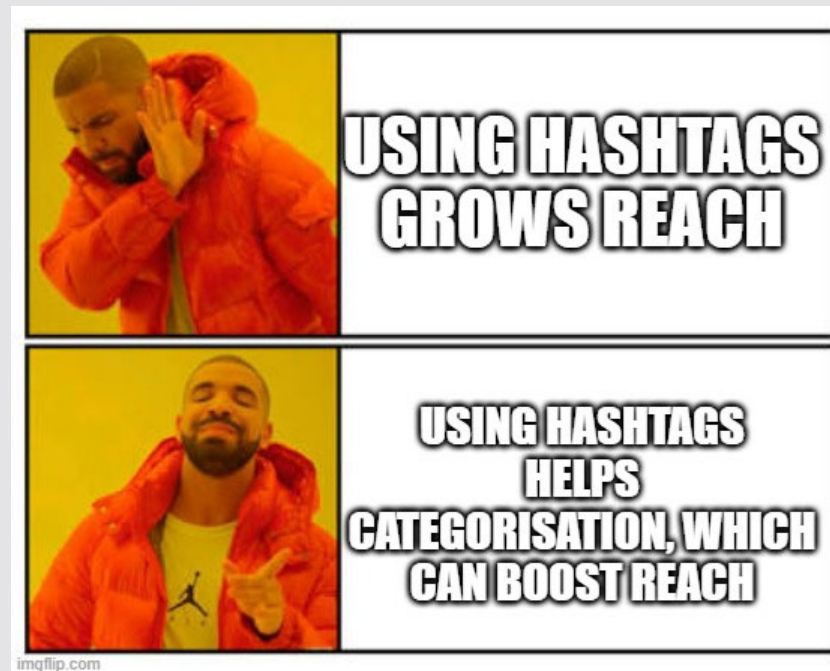 USING HASHTAGS
GROWS REACH
USING HASHTAGS
HELPS
CATEGORISATION, WHICH
CAN BOOST REACH
imgflip.com